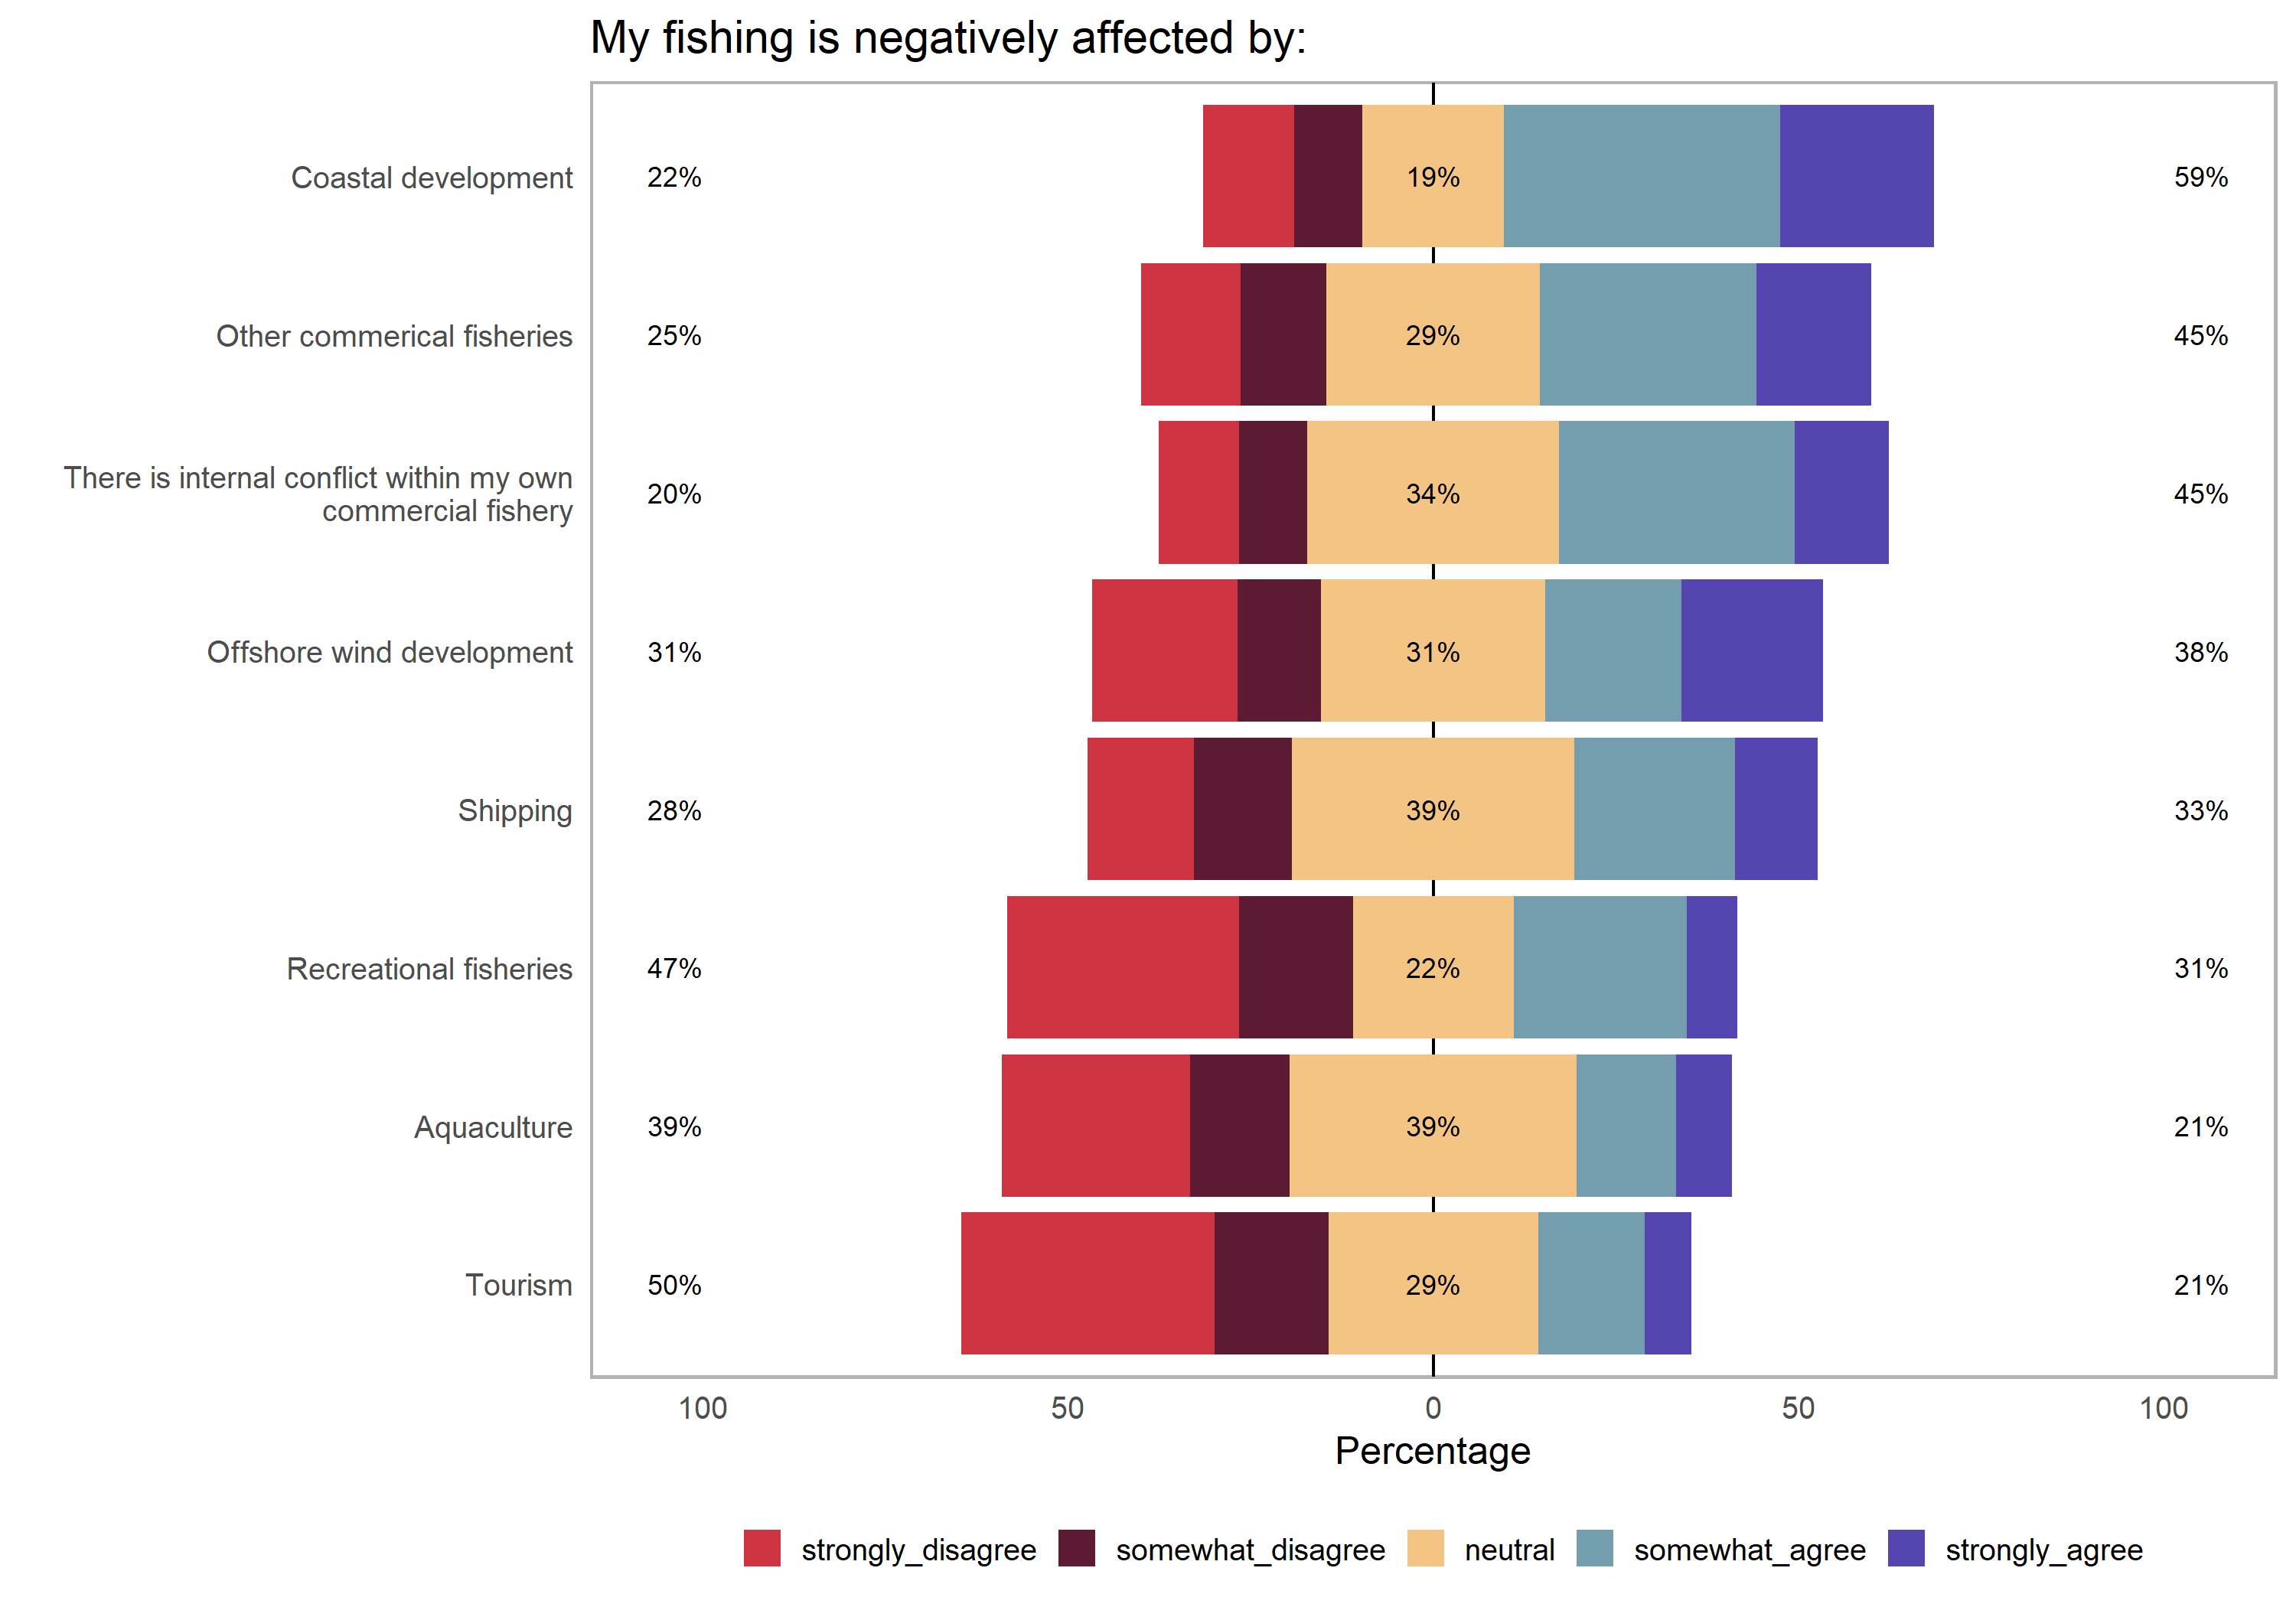 My fishing is negatively affected by:
Coastal development 22% 19% 59%
Other commerical fisheries 25% 29% 45%
There is internal conflict within my own
commercial fishery 20% 34% 45%
Offshore wind development 31% 31% 38%
Shipping 28% 39% 33%
Recreational fisheries 47% 22% 31%
Aquaculture 39% 39% 21%
Tourism 50% 29% 21%
100 50 0 50 100
Percentage
strongly_disagree somewhat_disagree neutral somewhat_agree strongly_agree